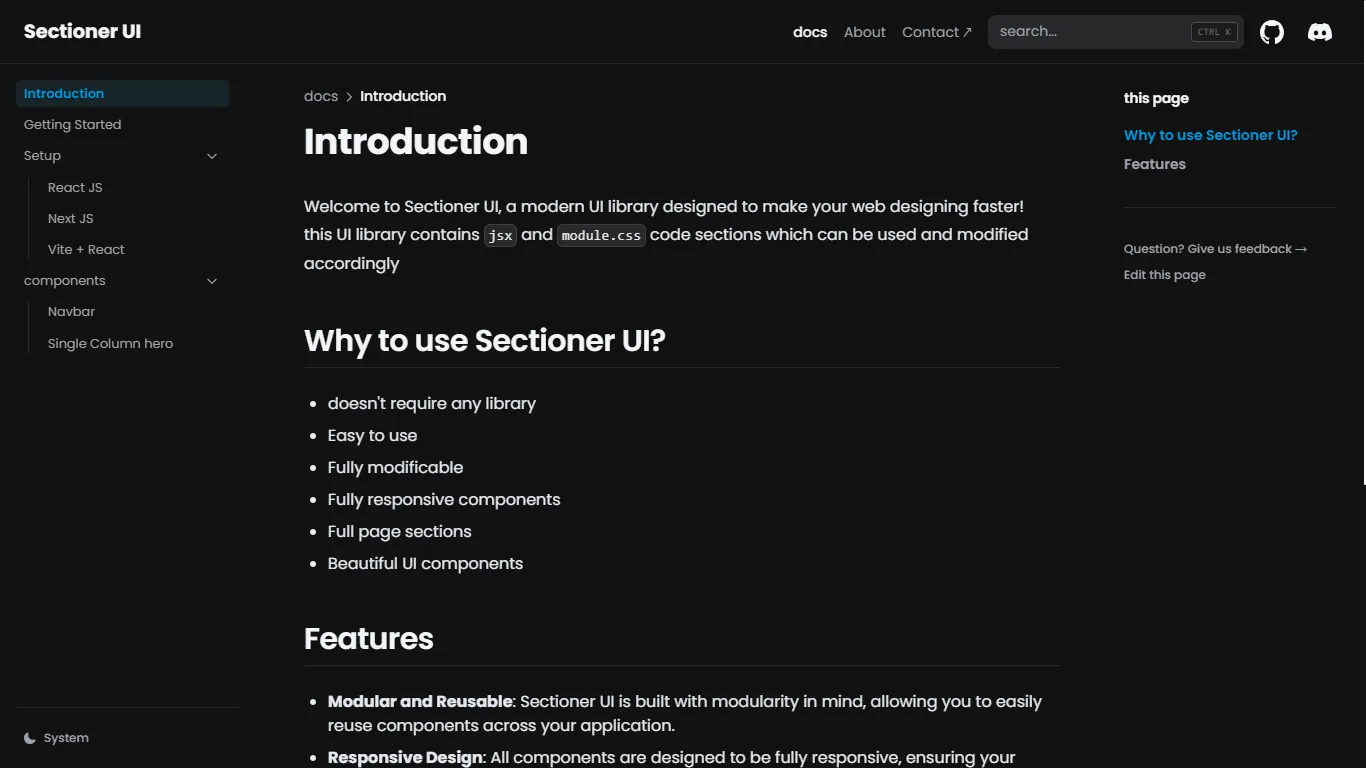 Sectioner UI
docs About Contact ↗ search... CTRL K
Introduction
Getting Started
Setup
React JS
Next JS
Vite + React
components
Navbar
Single Column hero
System
docs > Introduction
Introduction
Welcome to Sectioner UI, a modern UI library designed to make your web designing faster!
this UI library contains jsx and module.css code sections which can be used and modified
accordingly
Why to use Sectioner UI?
• doesn't require any library
• Easy to use
• Fully modificable
• Fully responsive components
• Full page sections
• Beautiful UI components
Features
• Modular and Reusable: Sectioner UI is built with modularity in mind, allowing you to easily
reuse components across your application.
• Responsive Design: All components are designed to be fully responsive, ensuring your
this page
Why to use Sectioner UI?
Features
Question? Give us feedback →
Edit this page